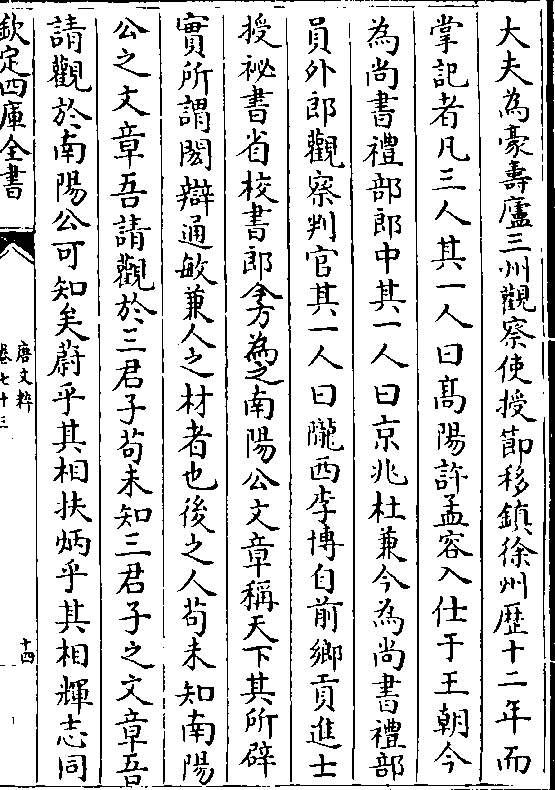 大夫為豪壽廬三州觀察使授節移鎮徐州歴十二年而
掌記者凡三人其一人曰髙陽許孟容入仕于王朝今
為尚書禮部郎中其一人曰京兆杜兼今為尚書禮部
員外郎觀察判官其一人曰隴西李博自前鄉貢進士
授祕書省校書郎令方為之南陽公文章稱天下其所辟
實所謂閎辯通敏兼人之材者也後之人茍未知南陽
公之文章吾請觀於三君子茍未知三君子之文章吾
請觀於南陽公可知矣蔚乎其相扶炳乎其相輝志同
欽定四庫全書
唐文粹
卷七十三
十四